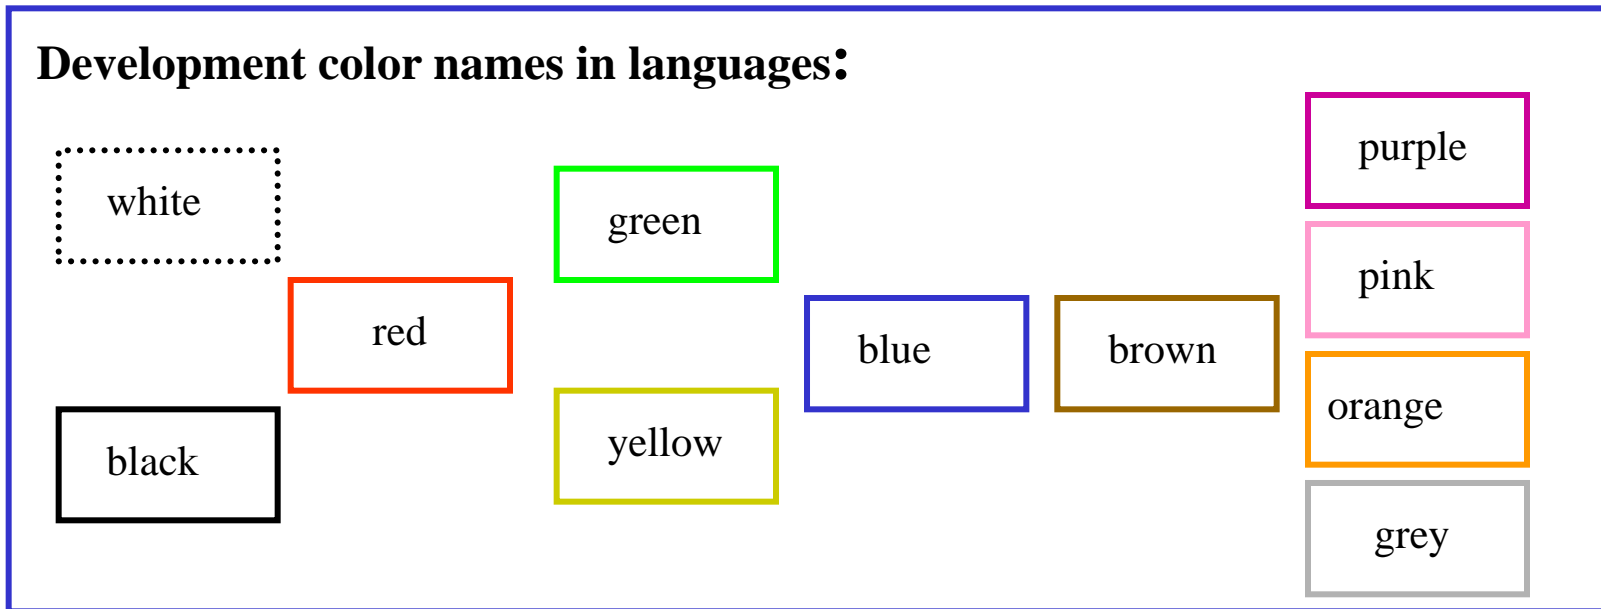 Development color names in languages:
white
black
red
green
yellow
blue
brown
purple
pink
orange
grey